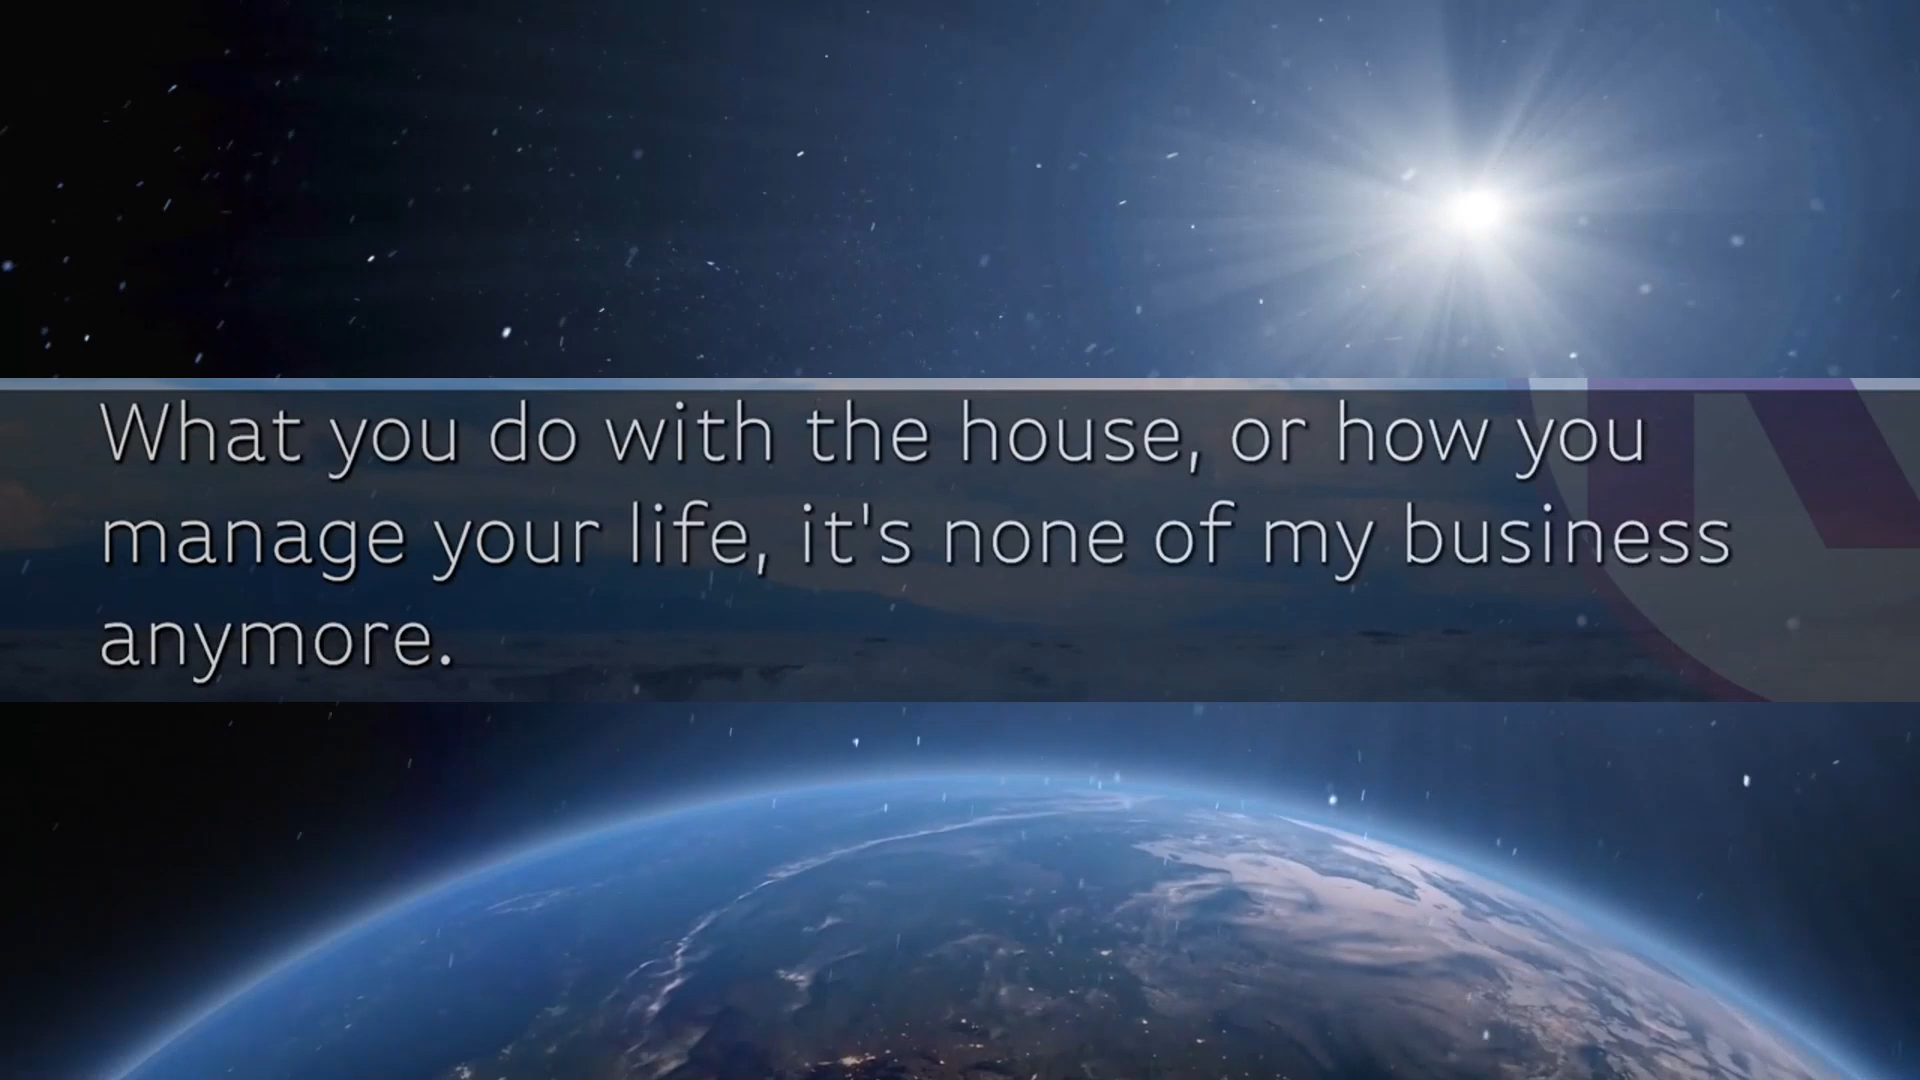 What you do with the house, or how you
manage your life, it's none of my business
anymore.